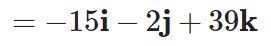 = −15i − 2j + 39k